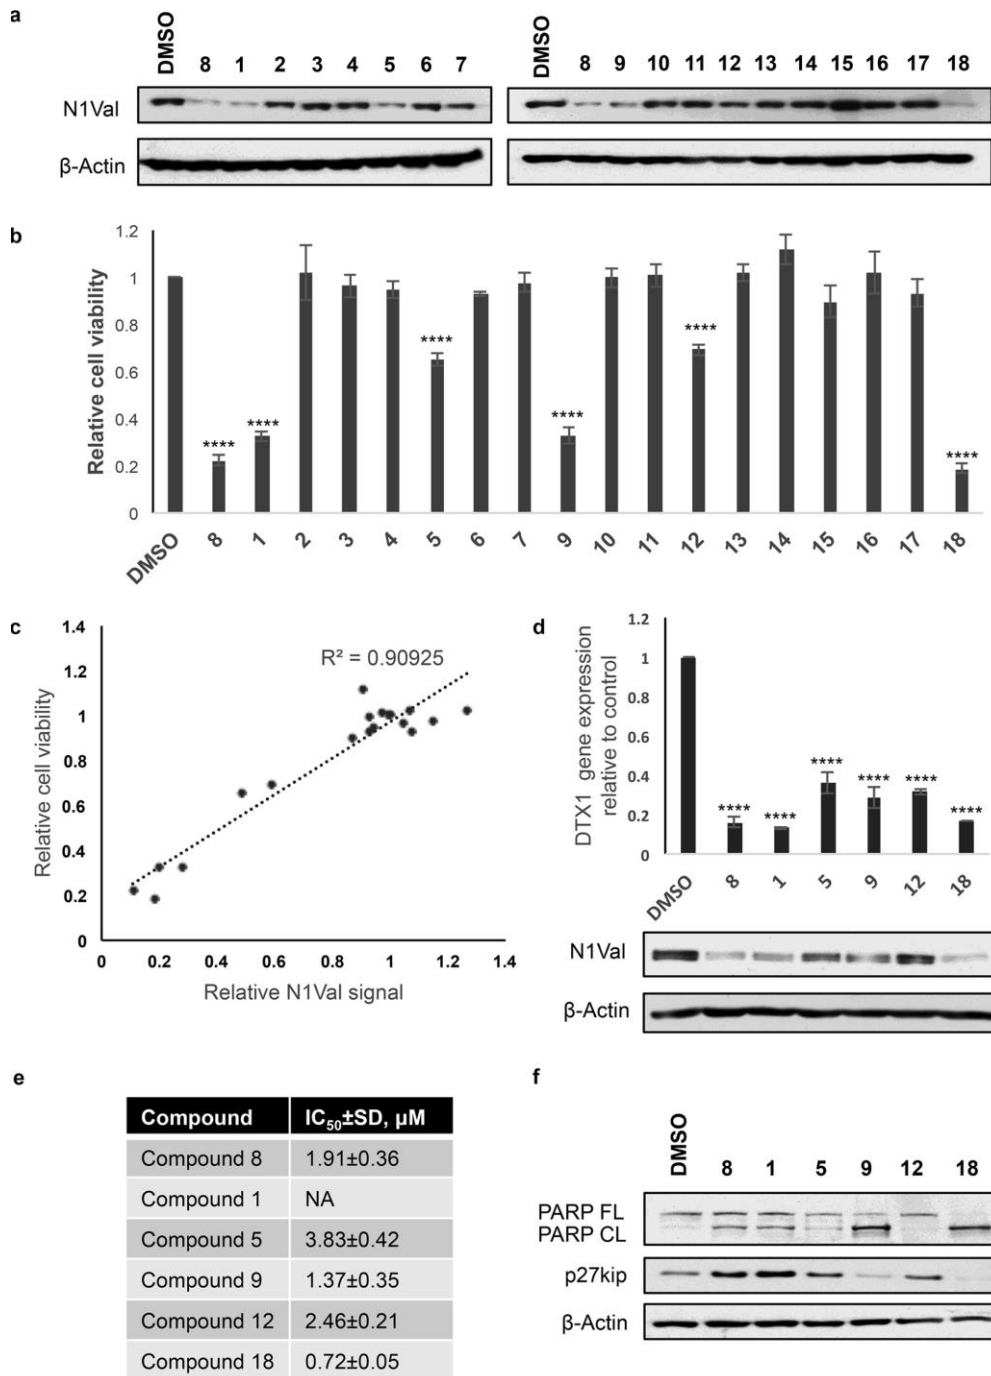 a
DMSO 8 1 2 3 4 5 6 7
DMSO 8 9 10 11 12 13 14 15 16 17 18
N1Val
β-Actin
b
Relative cell viability
1.2
1
0.8
0.6
0.4
0.2
0
**** **** **** **** **** ****
DMSO 8 1 2 3 4 5 6 7 9 10 11 12 13 14 15 16 17 18
c
Relative cell viability
1.4
1.2
1
0.8
0.6
0.4
0.2
0
R² = 0.90925
0 0.2 0.4 0.6 0.8 1 1.2 1.4
Relative N1Val signal
d
DTX1 gene expression
relative to control
1.2
1
0.8
0.6
0.4
0.2
0
**** **** **** **** **** ****
DMSO 8 1 5 9 12 18
N1Val
β-Actin
e
Compound IC₅₀±SD, µM
Compound 8 1.91±0.36
Compound 1 NA
Compound 5 3.83±0.42
Compound 9 1.37±0.35
Compound 12 2.46±0.21
Compound 18 0.72±0.05
f
DMSO 8 1 5 9 12 18
PARP FL
PARP CL
p27kip
β-Actin